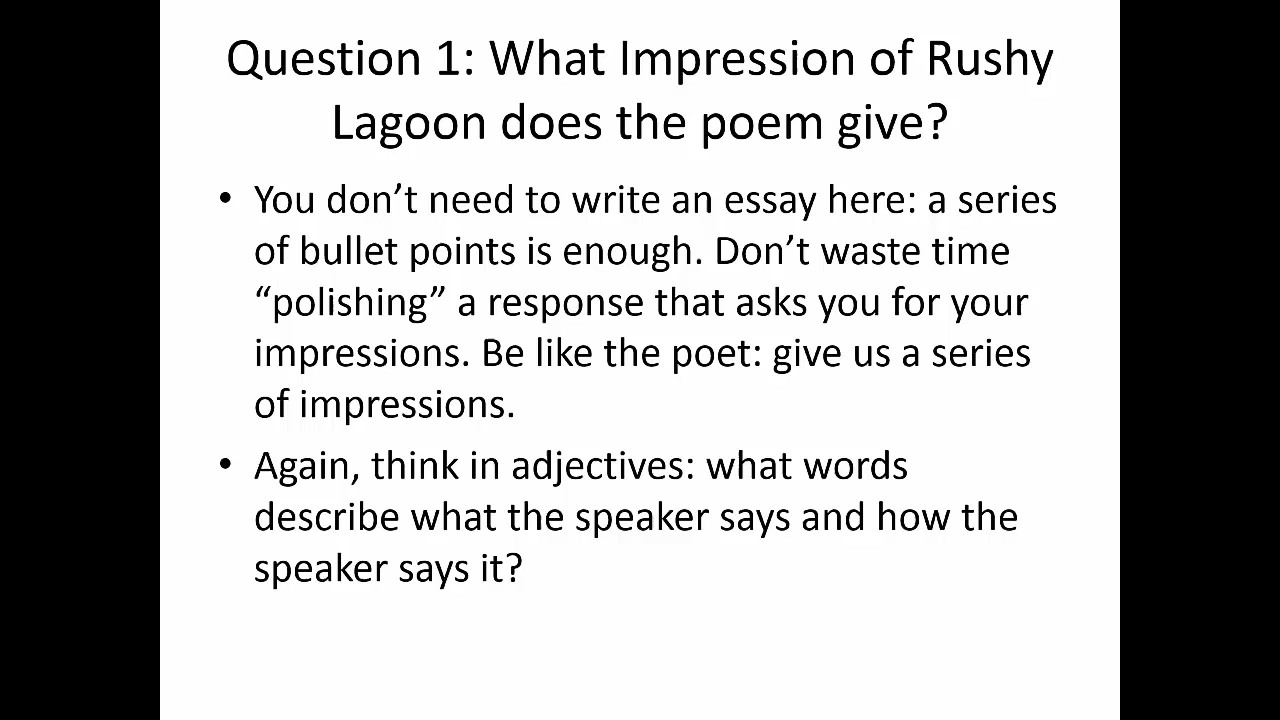 Question 1: What Impression of Rushy
Lagoon does the poem give?
• You don’t need to write an essay here: a series
of bullet points is enough. Don’t waste time
“polishing” a response that asks you for your
impressions. Be like the poet: give us a series
of impressions.
• Again, think in adjectives: what words
describe what the speaker says and how the
speaker says it?